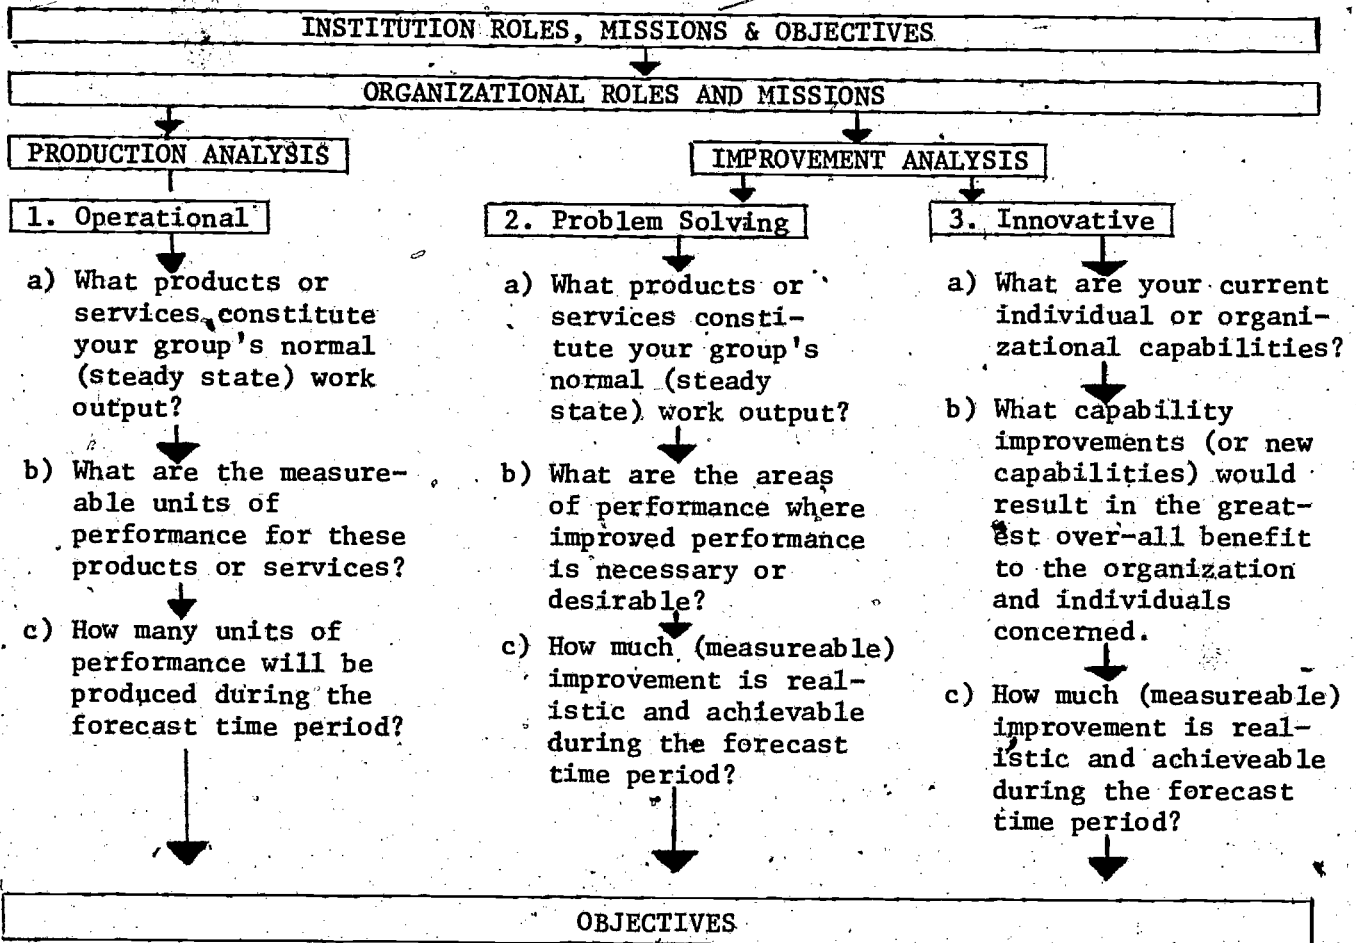 INSTITUTION ROLES, MISSIONS & OBJECTIVES
ORGANIZATIONAL ROLES AND MISSIONS
PRODUCTION ANALYSIS
IMPROVEMENT ANALYSIS
1. Operational
a) What products or
services constitute
your group's normal
(steady state) work
output?
b) What are the measure-
able units of
performance for these
products or services?
c) How many units of
performance will be
produced during the
forecast time period?
2. Problem Solving
a) What products or
services consti-
tute your group's
normal (steady
state) work output?
b) What are the areas
of performance where
improved performance
is necessary or
desirable?
c) How much (measureable)
improvement is real-
istic and achievable
during the forecast
time period?
3. Innovative
a) What are your current
individual or organi-
zational capabilities?
b) What capability
improvements (or new
capabilities) would
result in the great-
est over-all benefit
to the organization
and individuals
concerned.
c) How much (measureable)
improvement is real-
istic and achieveable
during the forecast
time period?
OBJECTIVES